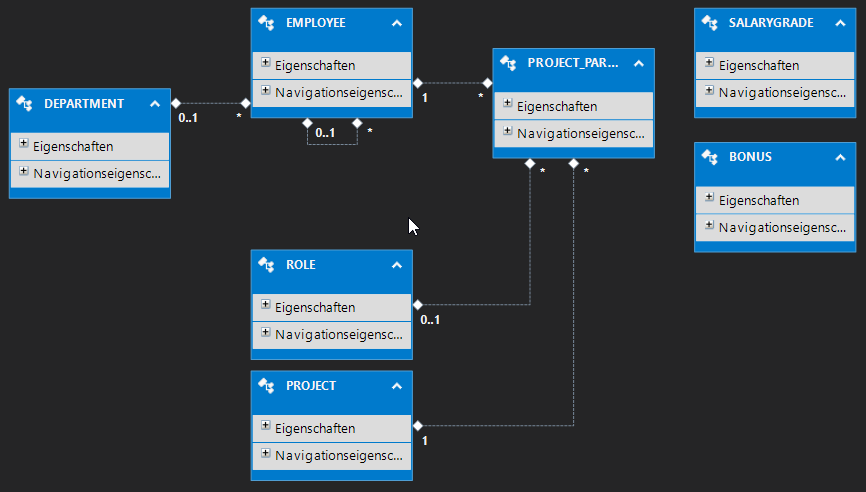 EMPLOYEE
Eigenschaften
Navigationseigensc...
SALARYGRADE
Eigenschaften
Navigationseigensc...
PROJECT_PAR...
Eigenschaften
Navigationseigensc...
DEPARTMENT
Eigenschaften
Navigationseigensc...
0..1
*
1
*
0..1
*
BONUS
Eigenschaften
Navigationseigensc...
*
*
ROLE
Eigenschaften
Navigationseigensc...
0..1
PROJECT
Eigenschaften
Navigationseigensc...
1